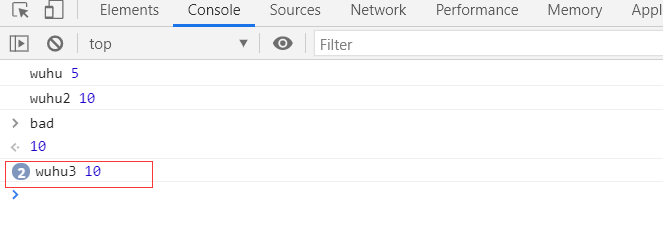 Elements Console Sources Network Performance Memory Appl
top Filter
wuhu 5
wuhu2 10
bad
10
2 wuhu3 10